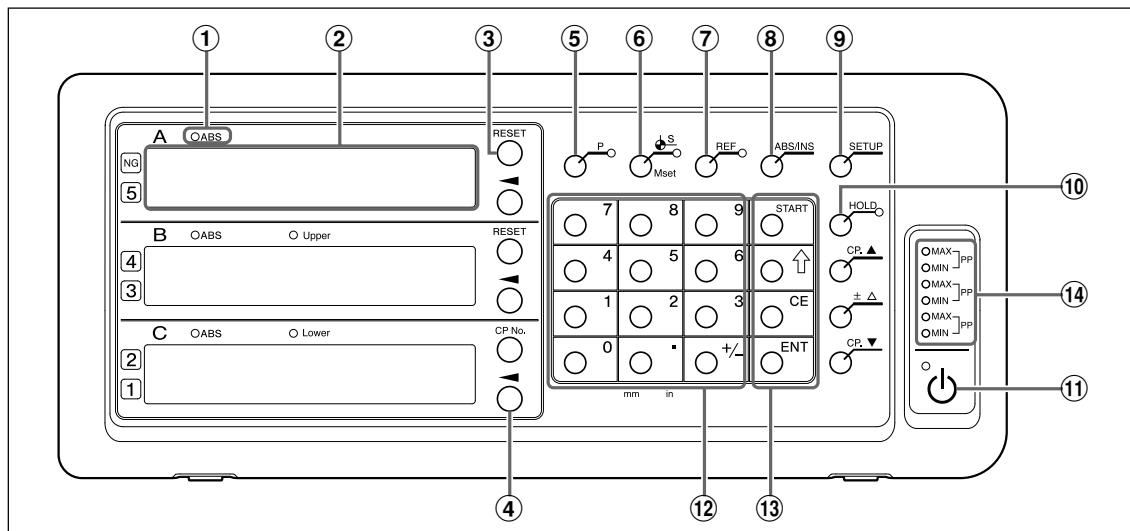 ① ② ③ ⑤ ⑥ ⑦ ⑧ ⑨
A ABS RESET
NG
5
P S Mset REF ABS/INS SETUP
⑩
HOLD
B ABS Upper RESET
4
3
C ABS Lower CP No.
2
1
7 8 9 START
4 5 6
1 2 3 CE
0 . +/- ENT
mm in
CP. ▲
± △
CP. ▼
MAX PP
MIN
MAX PP
MIN
MAX PP
MIN
⑭
⑪
④ ⑫ ⑬